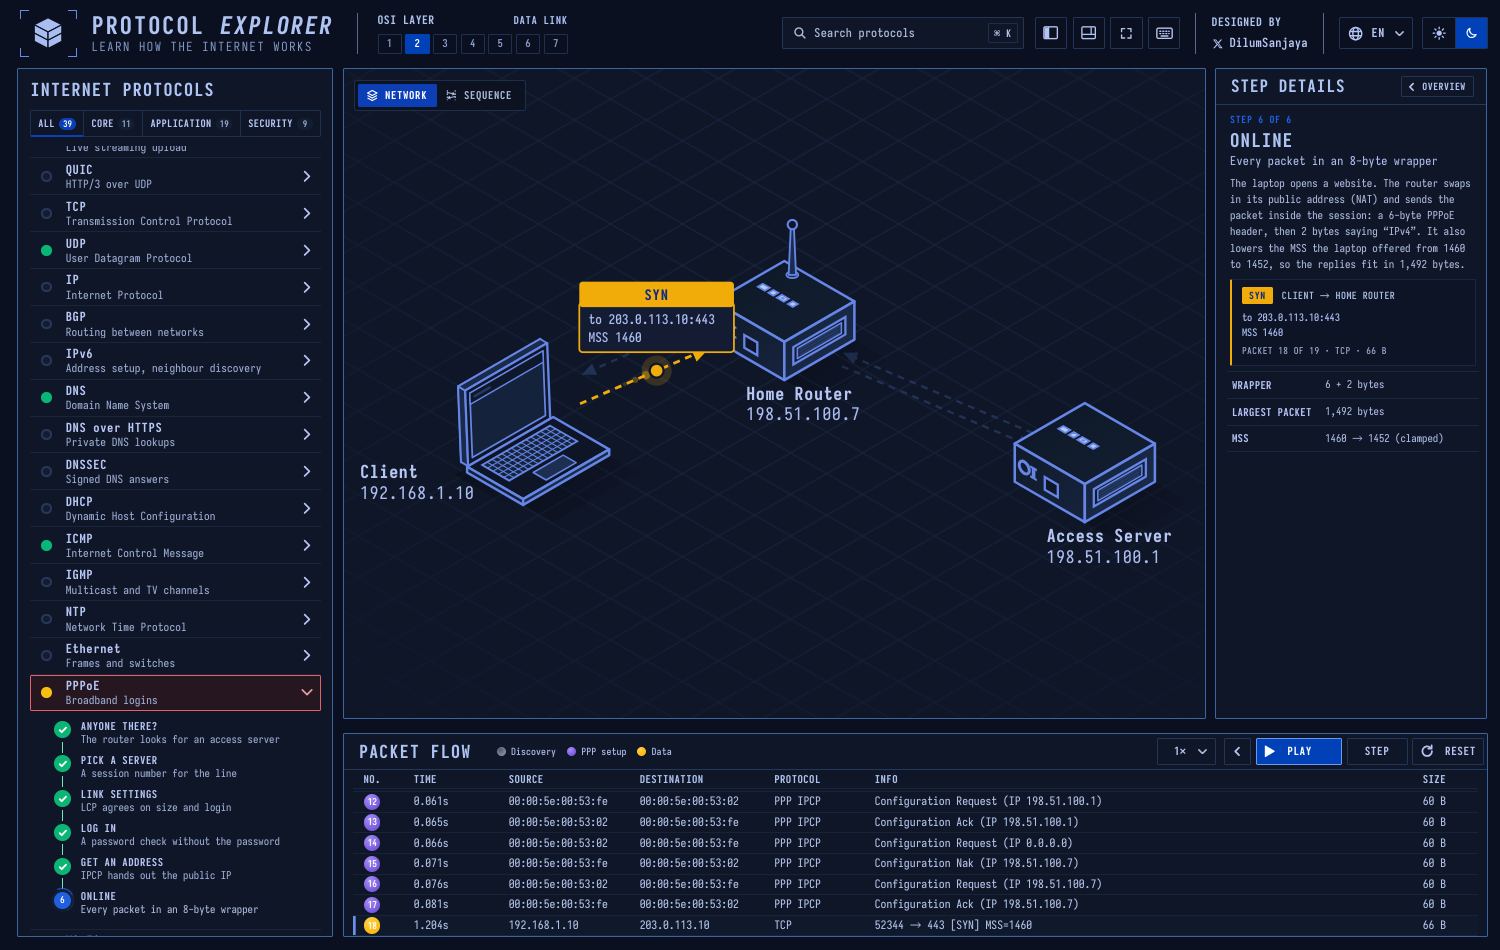 PROTOCOL EXPLORER
LEARN HOW THE INTERNET WORKS
OSI LAYER DATA LINK
1 2 3 4 5 6 7
Search protocols ⌘ K
DESIGNED BY
DilumSanjaya
EN
INTERNET PROTOCOLS
ALL 39 CORE 11 APPLICATION 19 SECURITY 9
Live streaming upload
QUIC
HTTP/3 over UDP
TCP
Transmission Control Protocol
UDP
User Datagram Protocol
IP
Internet Protocol
BGP
Routing between networks
IPv6
Address setup, neighbour discovery
DNS
Domain Name System
DNS over HTTPS
Private DNS lookups
DNSSEC
Signed DNS answers
DHCP
Dynamic Host Configuration
ICMP
Internet Control Message
IGMP
Multicast and TV channels
NTP
Network Time Protocol
Ethernet
Frames and switches
PPPoE
Broadband logins
ANYONE THERE?
The router looks for an access server
PICK A SERVER
A session number for the line
LINK SETTINGS
LCP agrees on size and login
LOG IN
A password check without the password
GET AN ADDRESS
IPCP hands out the public IP
6 ONLINE
Every packet in an 8-byte wrapper
NETWORK SEQUENCE
SYN
to 203.0.113.10:443
MSS 1460
Home Router
198.51.100.7
Client
192.168.1.10
Access Server
198.51.100.1
STEP DETAILS OVERVIEW
STEP 6 OF 6
ONLINE
Every packet in an 8-byte wrapper
The laptop opens a website. The router swaps
in its public address (NAT) and sends the
packet inside the session: a 6-byte PPPoE
header, then 2 bytes saying “IPv4”. It also
lowers the MSS the laptop offered from 1460
to 1452, so the replies fit in 1,492 bytes.
SYN CLIENT → HOME ROUTER
to 203.0.113.10:443
MSS 1460
PACKET 18 OF 19 · TCP · 66 B
WRAPPER 6 + 2 bytes
LARGEST PACKET 1,492 bytes
MSS 1460 → 1452 (clamped)
PACKET FLOW Discovery PPP setup Data 1× PLAY STEP RESET
NO. TIME SOURCE DESTINATION PROTOCOL INFO SIZE
12 0.061s 00:00:5e:00:53:fe 00:00:5e:00:53:02 PPP IPCP Configuration Request (IP 198.51.100.1) 60 B
13 0.065s 00:00:5e:00:53:02 00:00:5e:00:53:fe PPP IPCP Configuration Ack (IP 198.51.100.1) 60 B
14 0.066s 00:00:5e:00:53:02 00:00:5e:00:53:fe PPP IPCP Configuration Request (IP 0.0.0.0) 60 B
15 0.071s 00:00:5e:00:53:fe 00:00:5e:00:53:02 PPP IPCP Configuration Nak (IP 198.51.100.7) 60 B
16 0.076s 00:00:5e:00:53:02 00:00:5e:00:53:fe PPP IPCP Configuration Request (IP 198.51.100.7) 60 B
17 0.081s 00:00:5e:00:53:fe 00:00:5e:00:53:02 PPP IPCP Configuration Ack (IP 198.51.100.7) 60 B
18 1.204s 192.168.1.10 203.0.113.10 TCP 52344 → 443 [SYN] MSS=1460 66 B